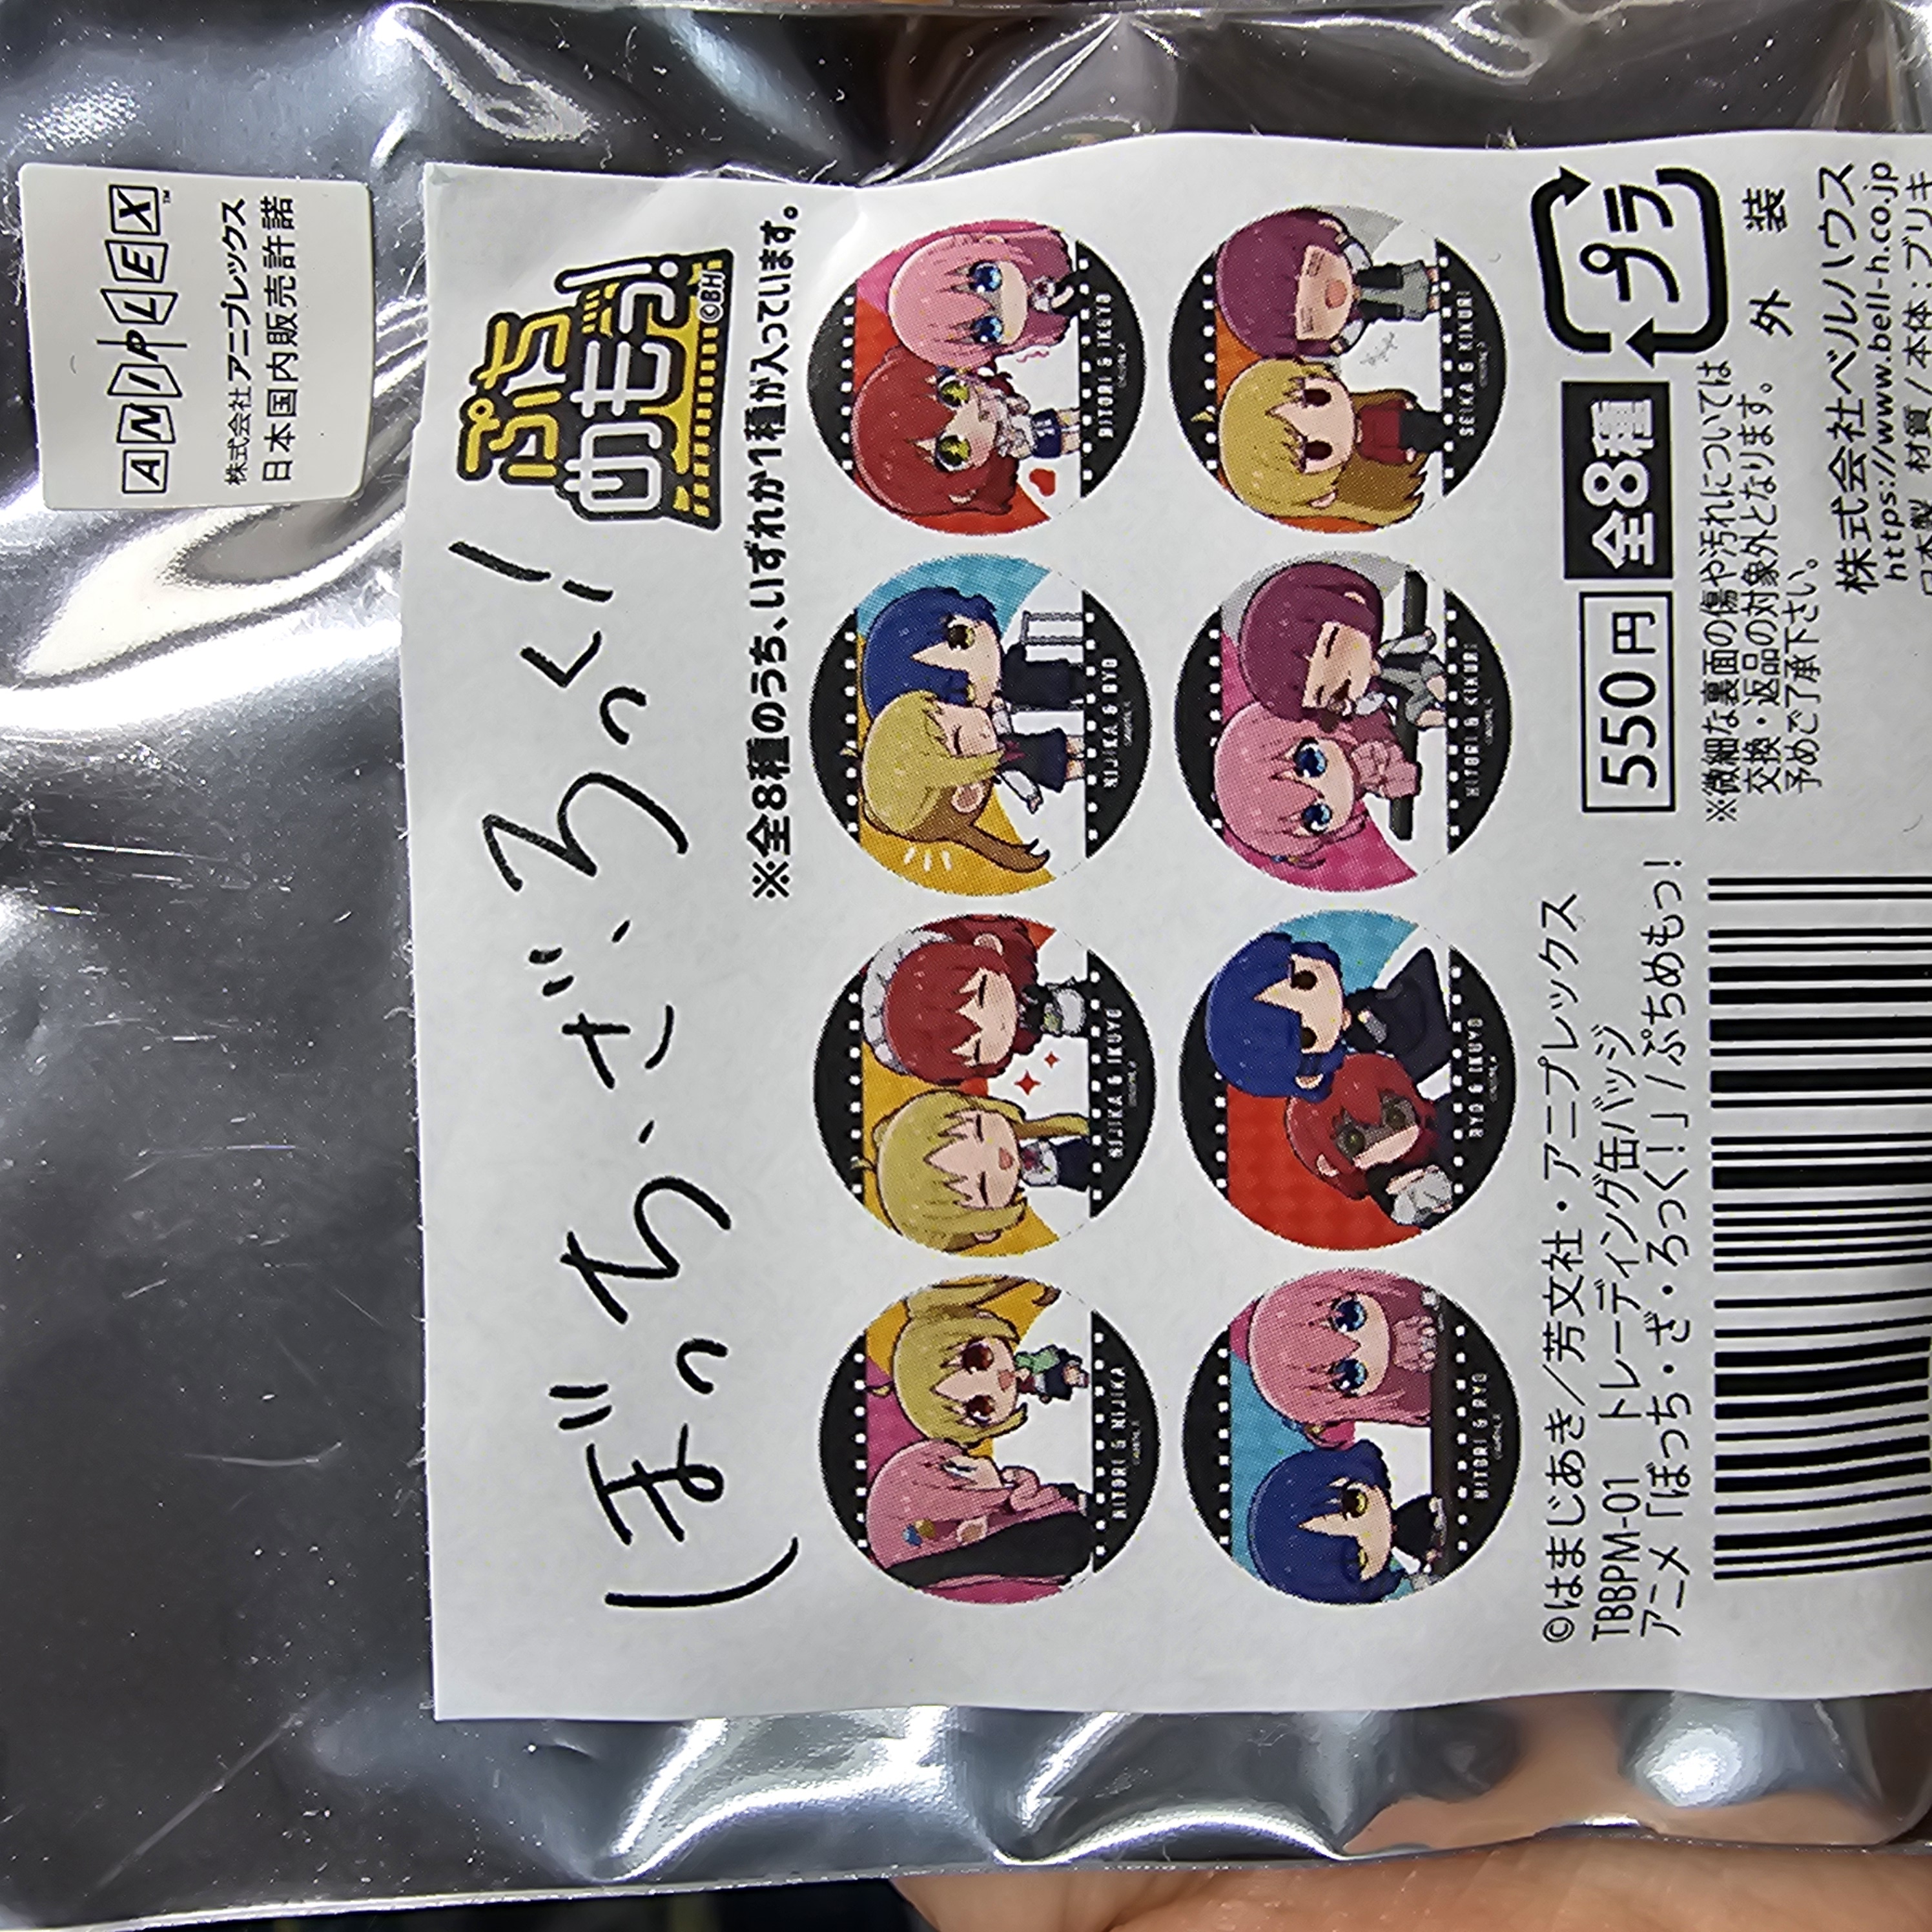 ANIPLEX™
株式会社アニプレックス
日本国内販売許諾
ぼっち・ざ・ろっく!
ぷちめもっ!
©BH
※全8種のうち、いずれか1種が入っています。
HITORI & NIJIKA
NIJIKA & IKUYO
NIJIKA & RYO
HITORI & IKUYO
HITORI & RYO
RYO & IKUYO
HITORI & KIKURI
SEIKA & KIKURI
©はまじあき/芳文社・アニプレックス
TBBPM-01 トレーディング缶バッジ
アニメ「ぼっち・ざ・ろっく!」/ぷちめもっ!
550円
全8種
プラ
外装
※微細な裏面の傷や汚れについては
交換・返品の対象外となります。
予めご了承下さい。
株式会社ベルハウス
https://www.bell-h.co.jp
材質/本体:ブリキ